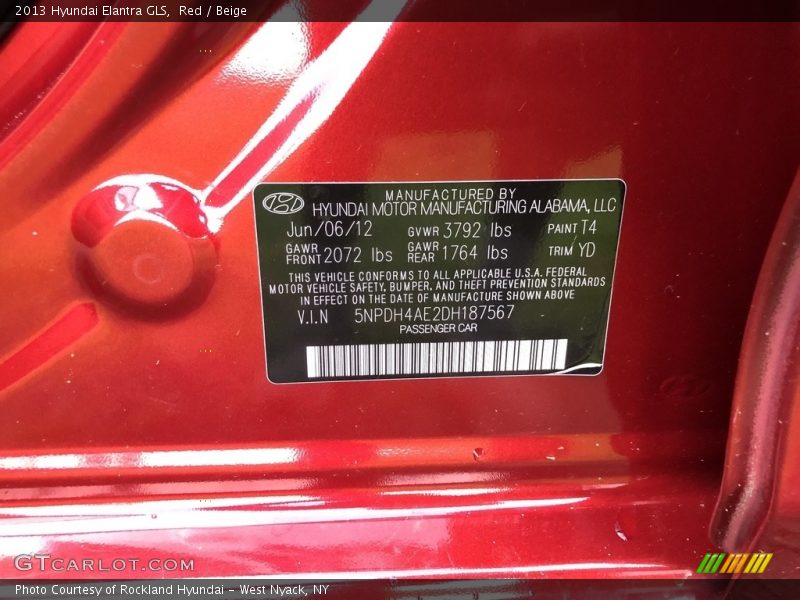 2013 Hyundai Elantra GLS, Red / Beige
MANUFACTURED BY
HYUNDAI MOTOR MANUFACTURING ALABAMA, LLC
Jun/06/12 GVWR 3792 lbs PAINT T4
GAWR FRONT 2072 lbs GAWR REAR 1764 lbs TRIM YD
THIS VEHICLE CONFORMS TO ALL APPLICABLE U.S.A. FEDERAL
MOTOR VEHICLE SAFETY, BUMPER, AND THEFT PREVENTION STANDARDS
IN EFFECT ON THE DATE OF MANUFACTURE SHOWN ABOVE
V.I.N 5NPDH4AE2DH187567
PASSENGER CAR
GTcarlot.com
Photo Courtesy of Rockland Hyundai - West Nyack, NY